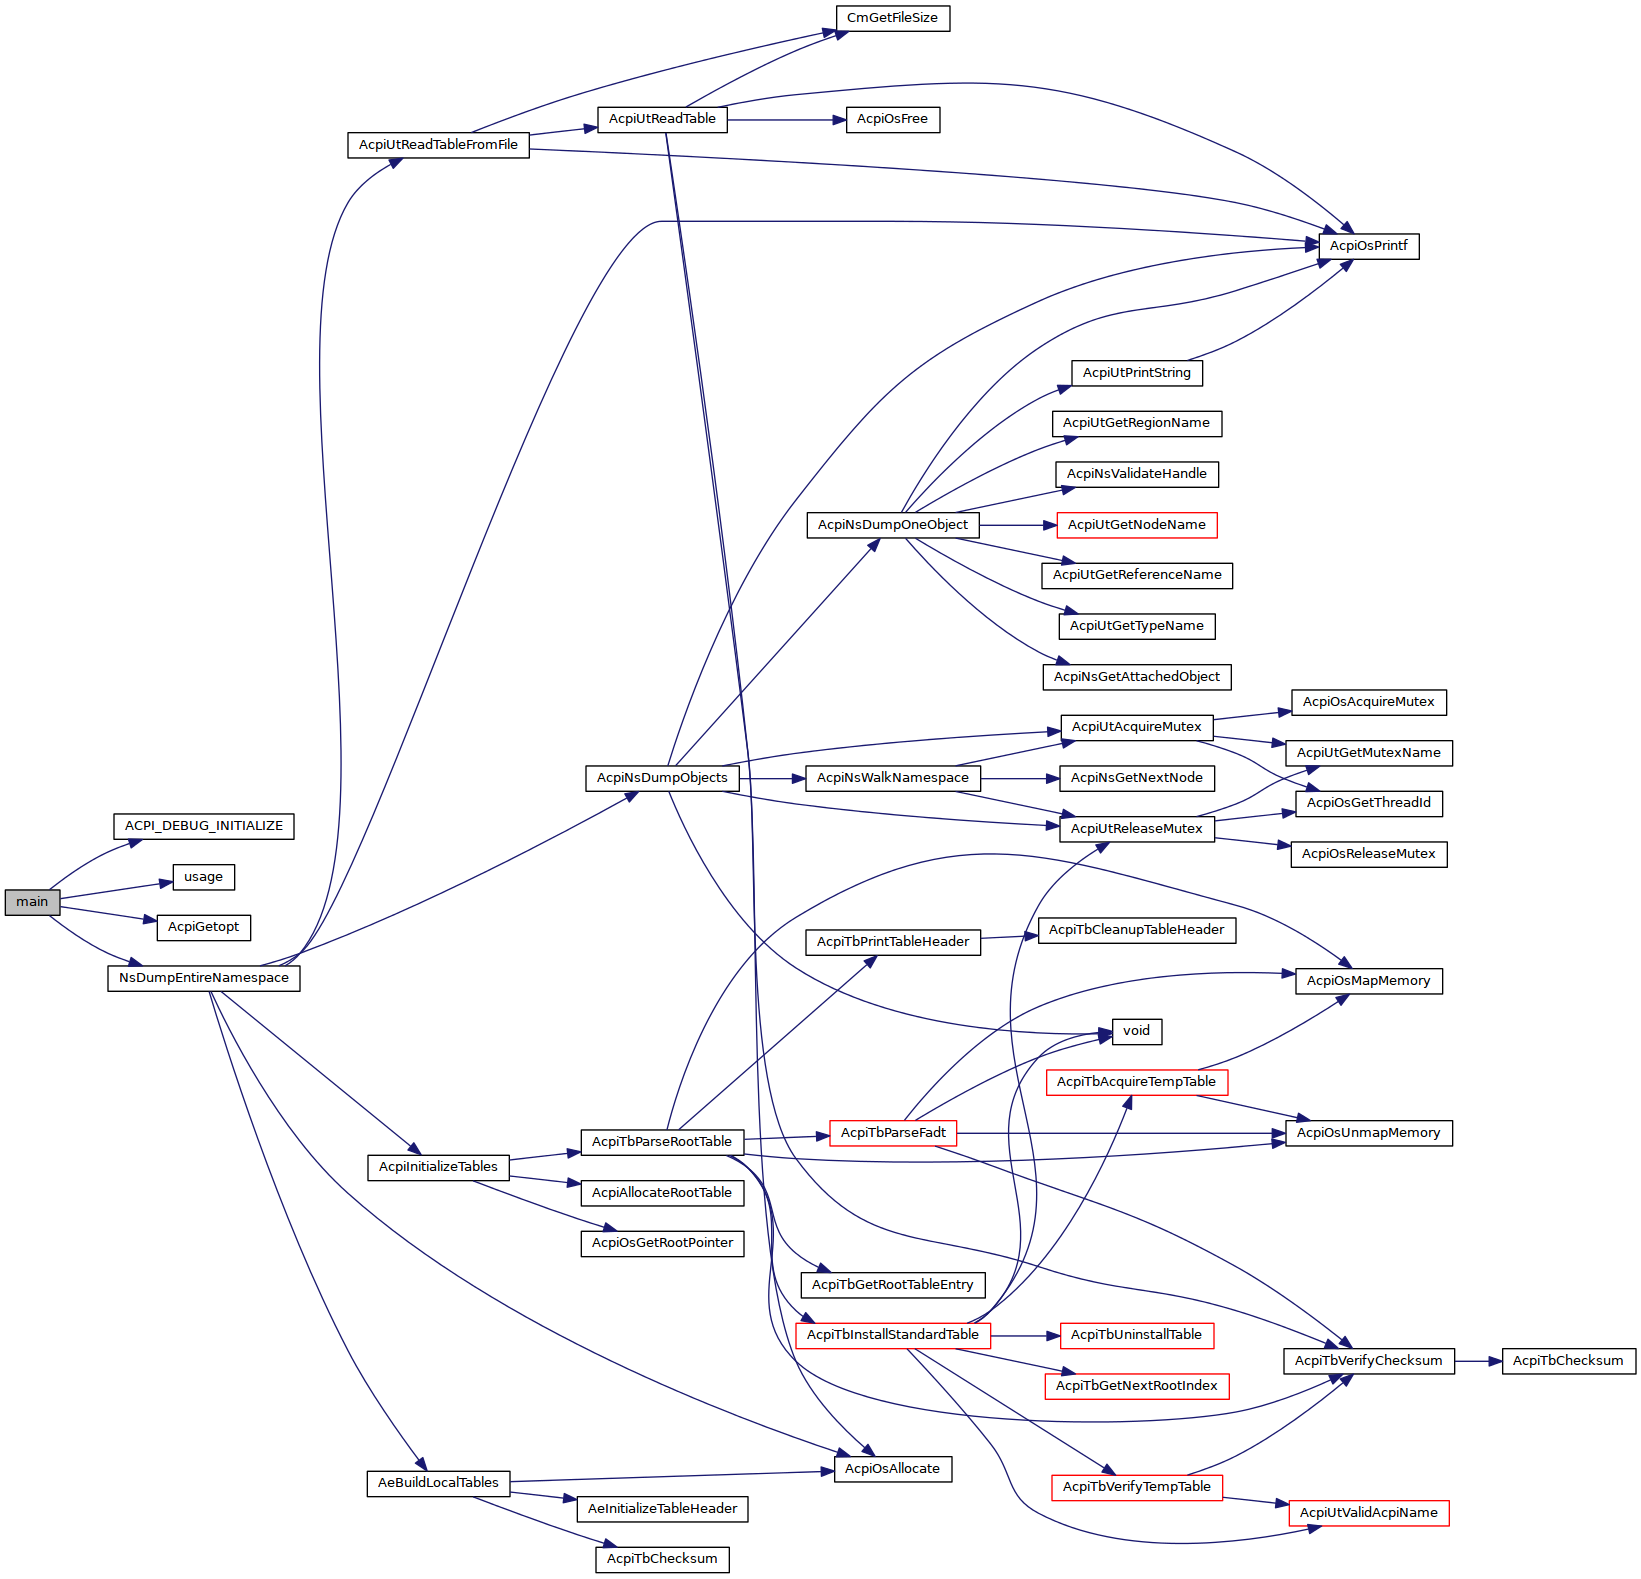 CmGetFileSize
AcpiUtReadTable
AcpiOsFree
AcpiUtReadTableFromFile
AcpiOsPrintf
AcpiUtPrintString
AcpiUtGetRegionName
AcpiNsValidateHandle
AcpiNsDumpOneObject
AcpiUtGetNodeName
AcpiUtGetReferenceName
AcpiUtGetTypeName
AcpiNsGetAttachedObject
AcpiOsAcquireMutex
AcpiUtAcquireMutex
AcpiUtGetMutexName
AcpiNsDumpObjects
AcpiNsWalkNamespace
AcpiNsGetNextNode
AcpiOsGetThreadId
ACPI_DEBUG_INITIALIZE
AcpiUtReleaseMutex
AcpiOsReleaseMutex
usage
main
AcpiGetopt
AcpiTbCleanupTableHeader
AcpiTbPrintTableHeader
NsDumpEntireNamespace
AcpiOsMapMemory
void
AcpiTbAcquireTempTable
AcpiTbParseRootTable
AcpiTbParseFadt
AcpiOsUnmapMemory
AcpiInitializeTables
AcpiAllocateRootTable
AcpiOsGetRootPointer
AcpiTbGetRootTableEntry
AcpiTbInstallStandardTable
AcpiTbUninstallTable
AcpiTbVerifyChecksum
AcpiTbChecksum
AcpiTbGetNextRootIndex
AcpiOsAllocate
AeBuildLocalTables
AcpiTbVerifyTempTable
AeInitializeTableHeader
AcpiUtValidAcpiName
AcpiTbChecksum